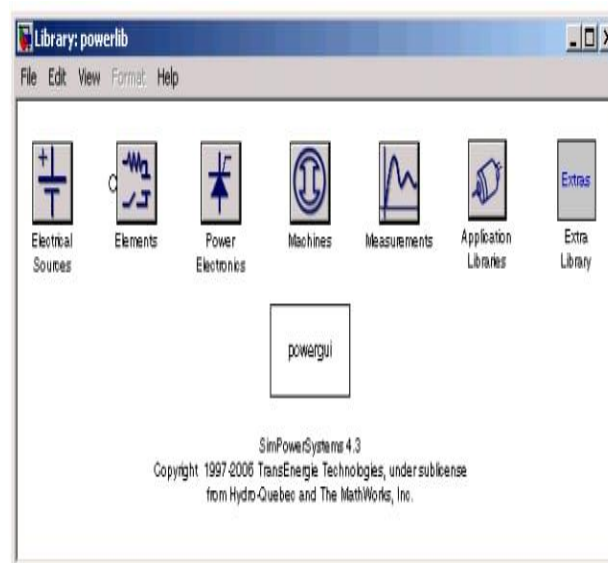 Library: powerlib
File Edit View Format Help
Electrical Sources
Elements
Power Electronics
Machines
Measurements
Application Libraries
Extras
Extra Library
powergui
SimPowerSystems 4.3
Copyright 1997-2006 TransEnergie Technologies, under sublicense
from Hydro-Quebec and The MathWorks, Inc.